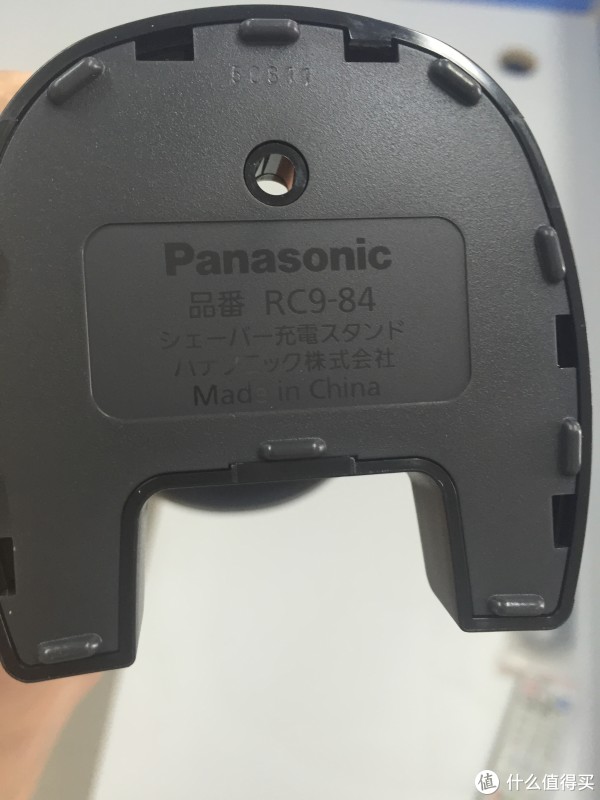 Panasonic
品番 RC9-84
シェーバー充電スタンド
パナソニック株式会社
Made in China
值 什么值得买